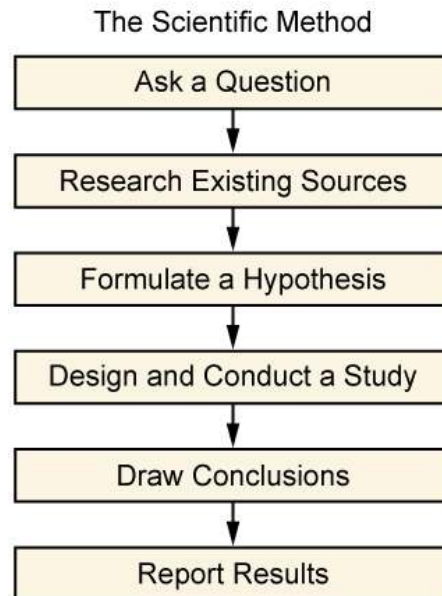 The Scientific Method
Ask a Question
Research Existing Sources
Formulate a Hypothesis
Design and Conduct a Study
Draw Conclusions
Report Results